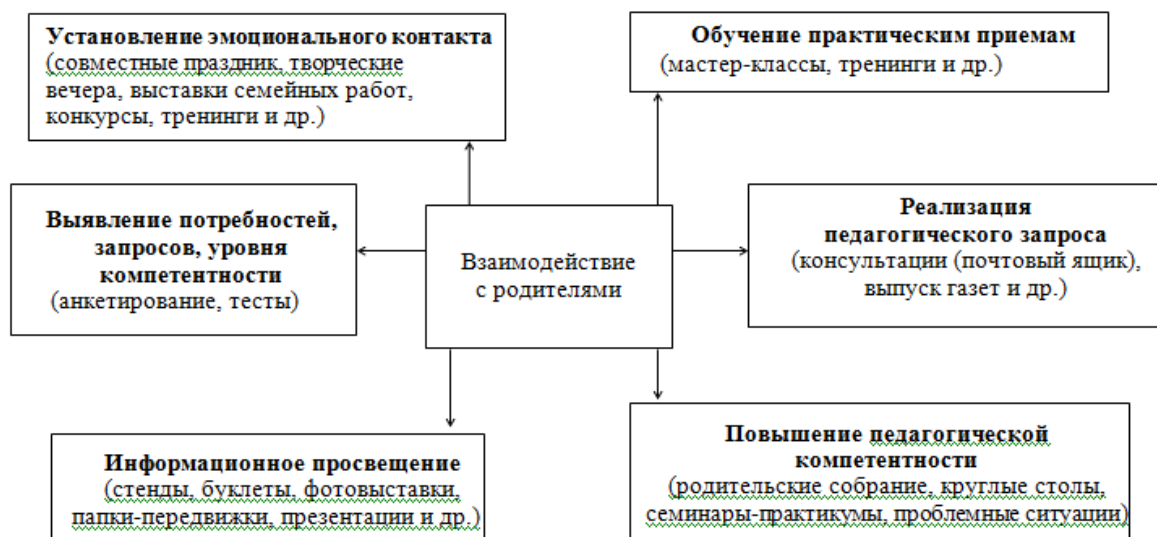 Установление эмоционального контакта
(совместные праздник, творческие
вечера, выставки семейных работ,
конкурсы, тренинги и др.)
Обучение практическим приемам
(мастер-классы, тренинги и др.)
Выявление потребностей,
запросов, уровня
компетентности
(анкетирование, тесты)
Взаимодействие
с родителями
Реализация
педагогического запроса
(консультации (почтовый ящик),
выпуск газет и др.)
Информационное просвещение
(стенды, буклеты, фотовыставки,
папки-передвижки, презентации и др.)
Повышение педагогической
компетентности
(родительские собрание, круглые столы,
семинары-практикумы, проблемные ситуации)